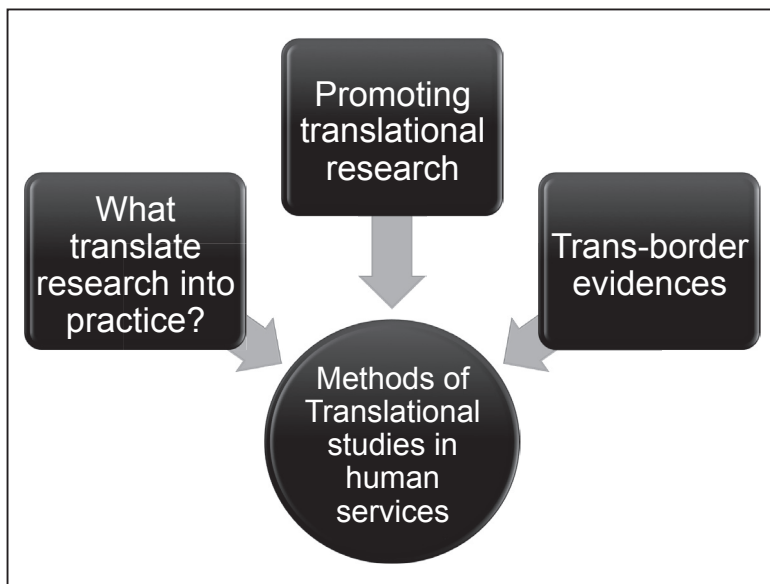 Promoting
translational
research
What
translate
research into
practice?
Trans-border
evidences
Methods of
Translational
studies in
human
services